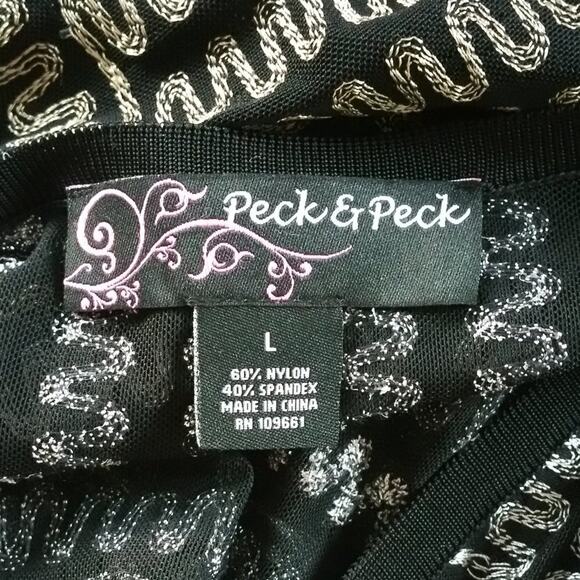 Peck & Peck
L
60% NYLON
40% SPANDEX
MADE IN CHINA
RN 109661